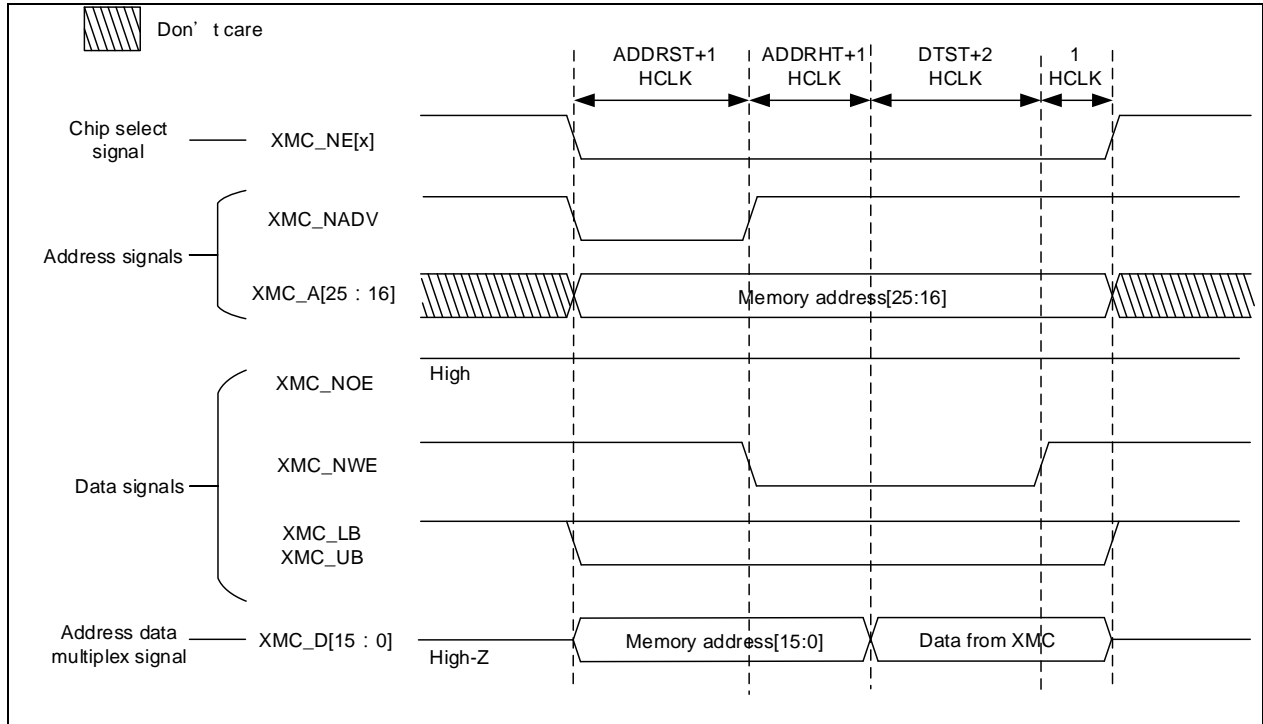 Don’t care
ADDRST+1
HCLK
ADDRHT+1
HCLK
DTST+2
HCLK
1
HCLK
Chip select
signal
XMC_NE[x]
Address signals
XMC_NADV
XMC_A[25：16]
Memory address[25:16]
Data signals
XMC_NOE
High
XMC_NWE
XMC_LB
XMC_UB
Address data
multiplex signal
XMC_D[15：0]
High-Z
Memory address[15:0]
Data from XMC